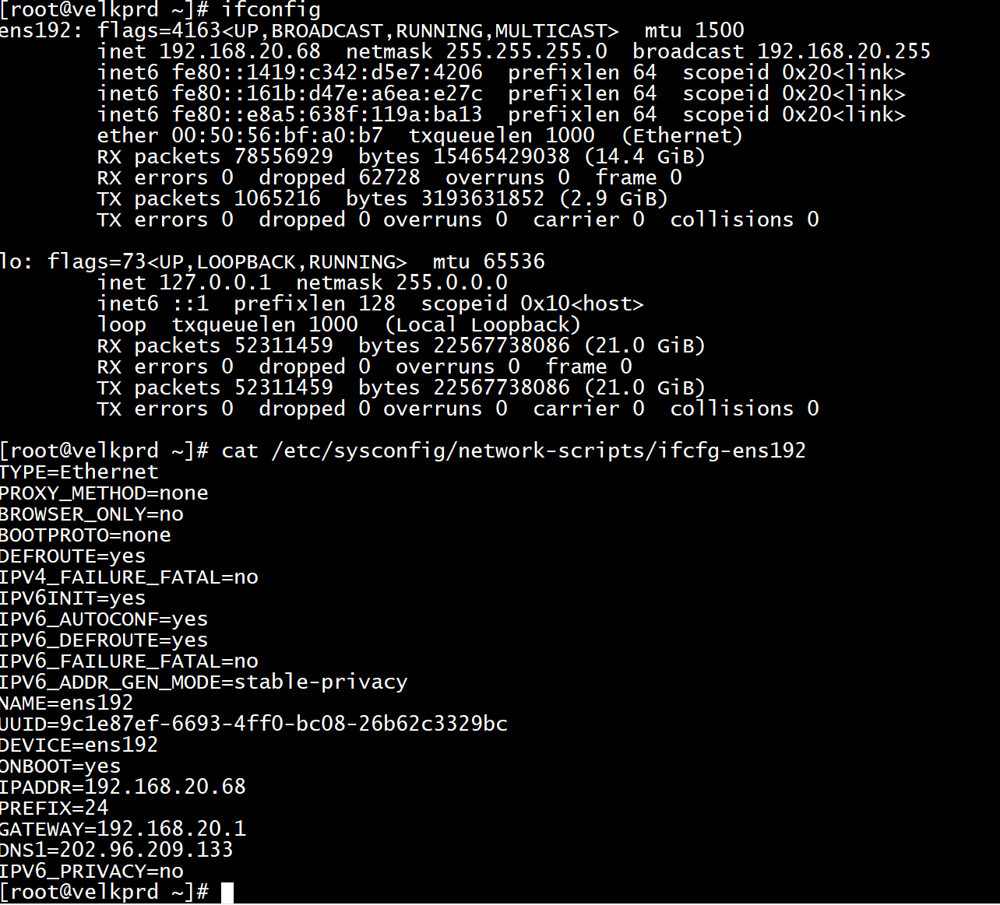 [root@velkprd ~]# ifconfig
ens192: flags=4163<UP,BROADCAST,RUNNING,MULTICAST>  mtu 1500
        inet 192.168.20.68  netmask 255.255.255.0  broadcast 192.168.20.255
        inet6 fe80::1419:c342:d5e7:4206  prefixlen 64  scopeid 0x20<link>
        inet6 fe80::161b:d47e:a6ea:e27c  prefixlen 64  scopeid 0x20<link>
        inet6 fe80::e8a5:638f:119a:ba13  prefixlen 64  scopeid 0x20<link>
        ether 00:50:56:bf:a0:b7  txqueuelen 1000  (Ethernet)
        RX packets 78556929  bytes 15465429038 (14.4 GiB)
        RX errors 0  dropped 62728  overruns 0  frame 0
        TX packets 1065216  bytes 3193631852 (2.9 GiB)
        TX errors 0  dropped 0 overruns 0  carrier 0  collisions 0

lo: flags=73<UP,LOOPBACK,RUNNING>  mtu 65536
        inet 127.0.0.1  netmask 255.0.0.0
        inet6 ::1  prefixlen 128  scopeid 0x10<host>
        loop  txqueuelen 1000  (Local Loopback)
        RX packets 52311459  bytes 22567738086 (21.0 GiB)
        RX errors 0  dropped 0  overruns 0  frame 0
        TX packets 52311459  bytes 22567738086 (21.0 GiB)
        TX errors 0  dropped 0 overruns 0  carrier 0  collisions 0

[root@velkprd ~]# cat /etc/sysconfig/network-scripts/ifcfg-ens192
TYPE=Ethernet
PROXY_METHOD=none
BROWSER_ONLY=no
BOOTPROTO=none
DEFROUTE=yes
IPV4_FAILURE_FATAL=no
IPV6INIT=yes
IPV6_AUTOCONF=yes
IPV6_DEFROUTE=yes
IPV6_FAILURE_FATAL=no
IPV6_ADDR_GEN_MODE=stable-privacy
NAME=ens192
UUID=9c1e87ef-6693-4ff0-bc08-26b62c3329bc
DEVICE=ens192
ONBOOT=yes
IPADDR=192.168.20.68
PREFIX=24
GATEWAY=192.168.20.1
DNS1=202.96.209.133
IPV6_PRIVACY=no
[root@velkprd ~]#